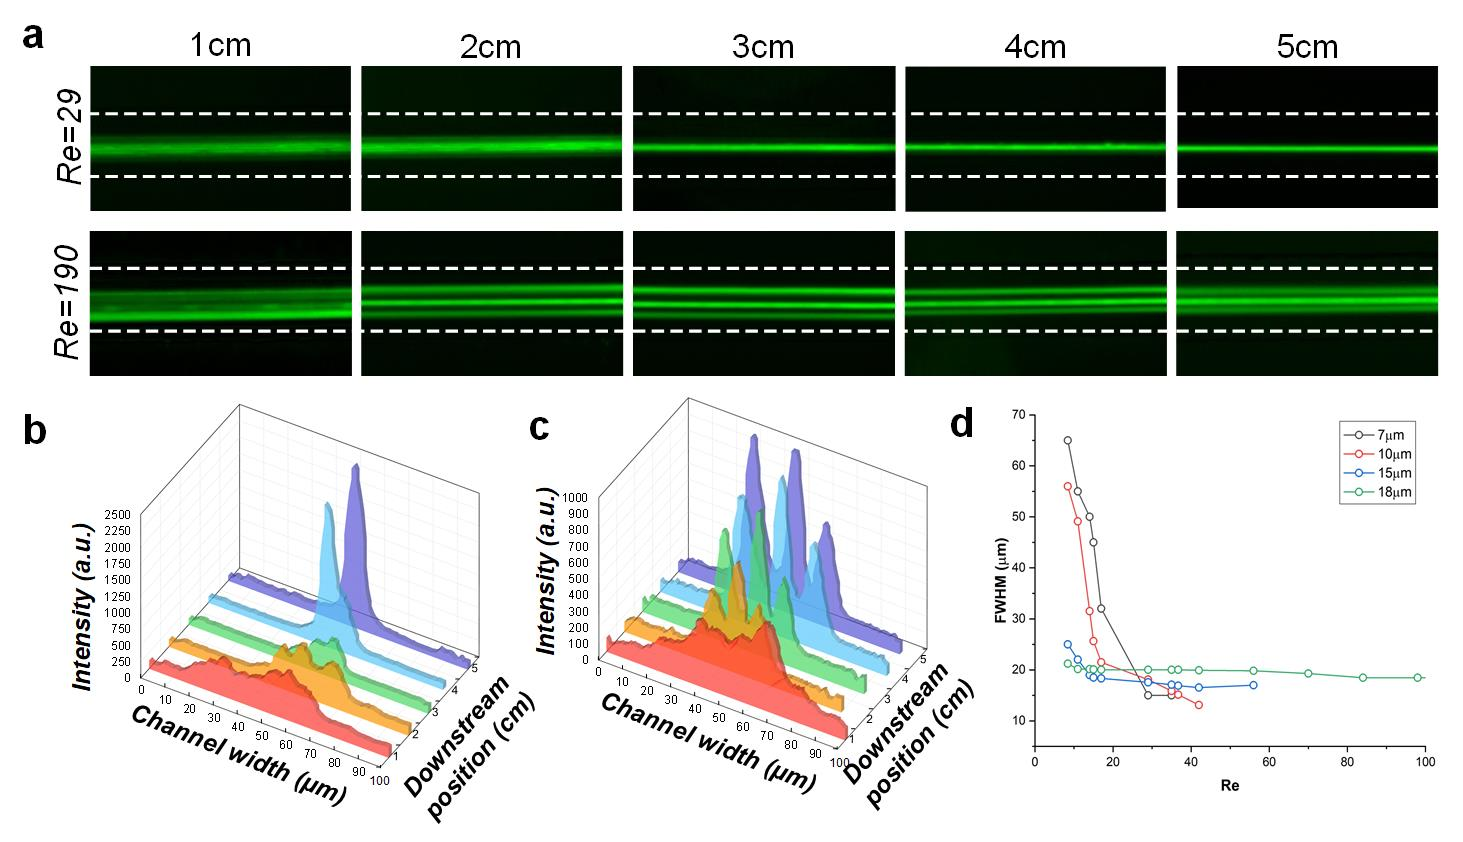 a
1cm 2cm 3cm 4cm 5cm
Re=29
Re=190
b
Intensity (a.u.)
2500
2250
2000
1750
1500
1250
1000
750
500
250
0
0 10 20 30 40 50 60 70 80 90 100
Channel width (μm)
1 2 3 4 5
Downstream
position (cm)
c
Intensity (a.u.)
1000
900
800
700
600
500
400
300
200
100
0
0 10 20 30 40 50 60 70 80 90 100
Channel width (μm)
1 2 3 4 5
Downstream
position (cm)
d
FWHM (μm)
70
60
50
40
30
20
10
0 20 40 60 80 100
Re
7μm
10μm
15μm
18μm